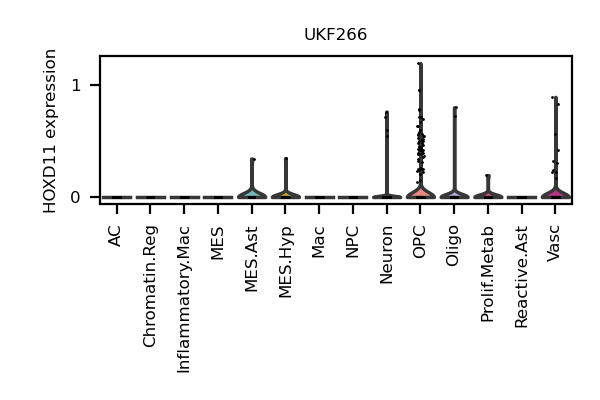 UKF266
HOXD11 expression
1
0
AC
Chromatin.Reg
Inflammatory.Mac
MES
MES.Ast
MES.Hyp
Mac
NPC
Neuron
OPC
Oligo
Prolif.Metab
Reactive.Ast
Vasc